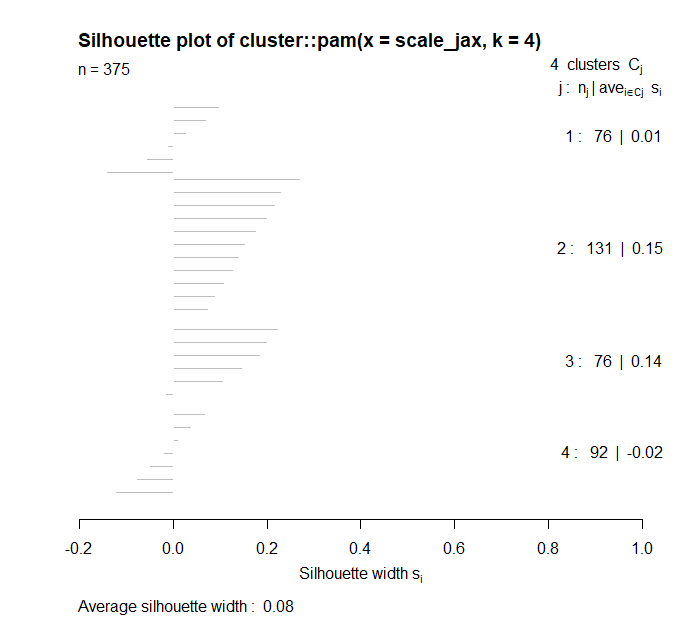 Silhouette plot of cluster::pam(x = scale_jax, k = 4)
n = 375
4 clusters Cj
j : nj | avei∈Cj si
1 : 76 | 0.01
2 : 131 | 0.15
3 : 76 | 0.14
4 : 92 | -0.02
-0.2 0.0 0.2 0.4 0.6 0.8 1.0
Silhouette width si
Average silhouette width : 0.08